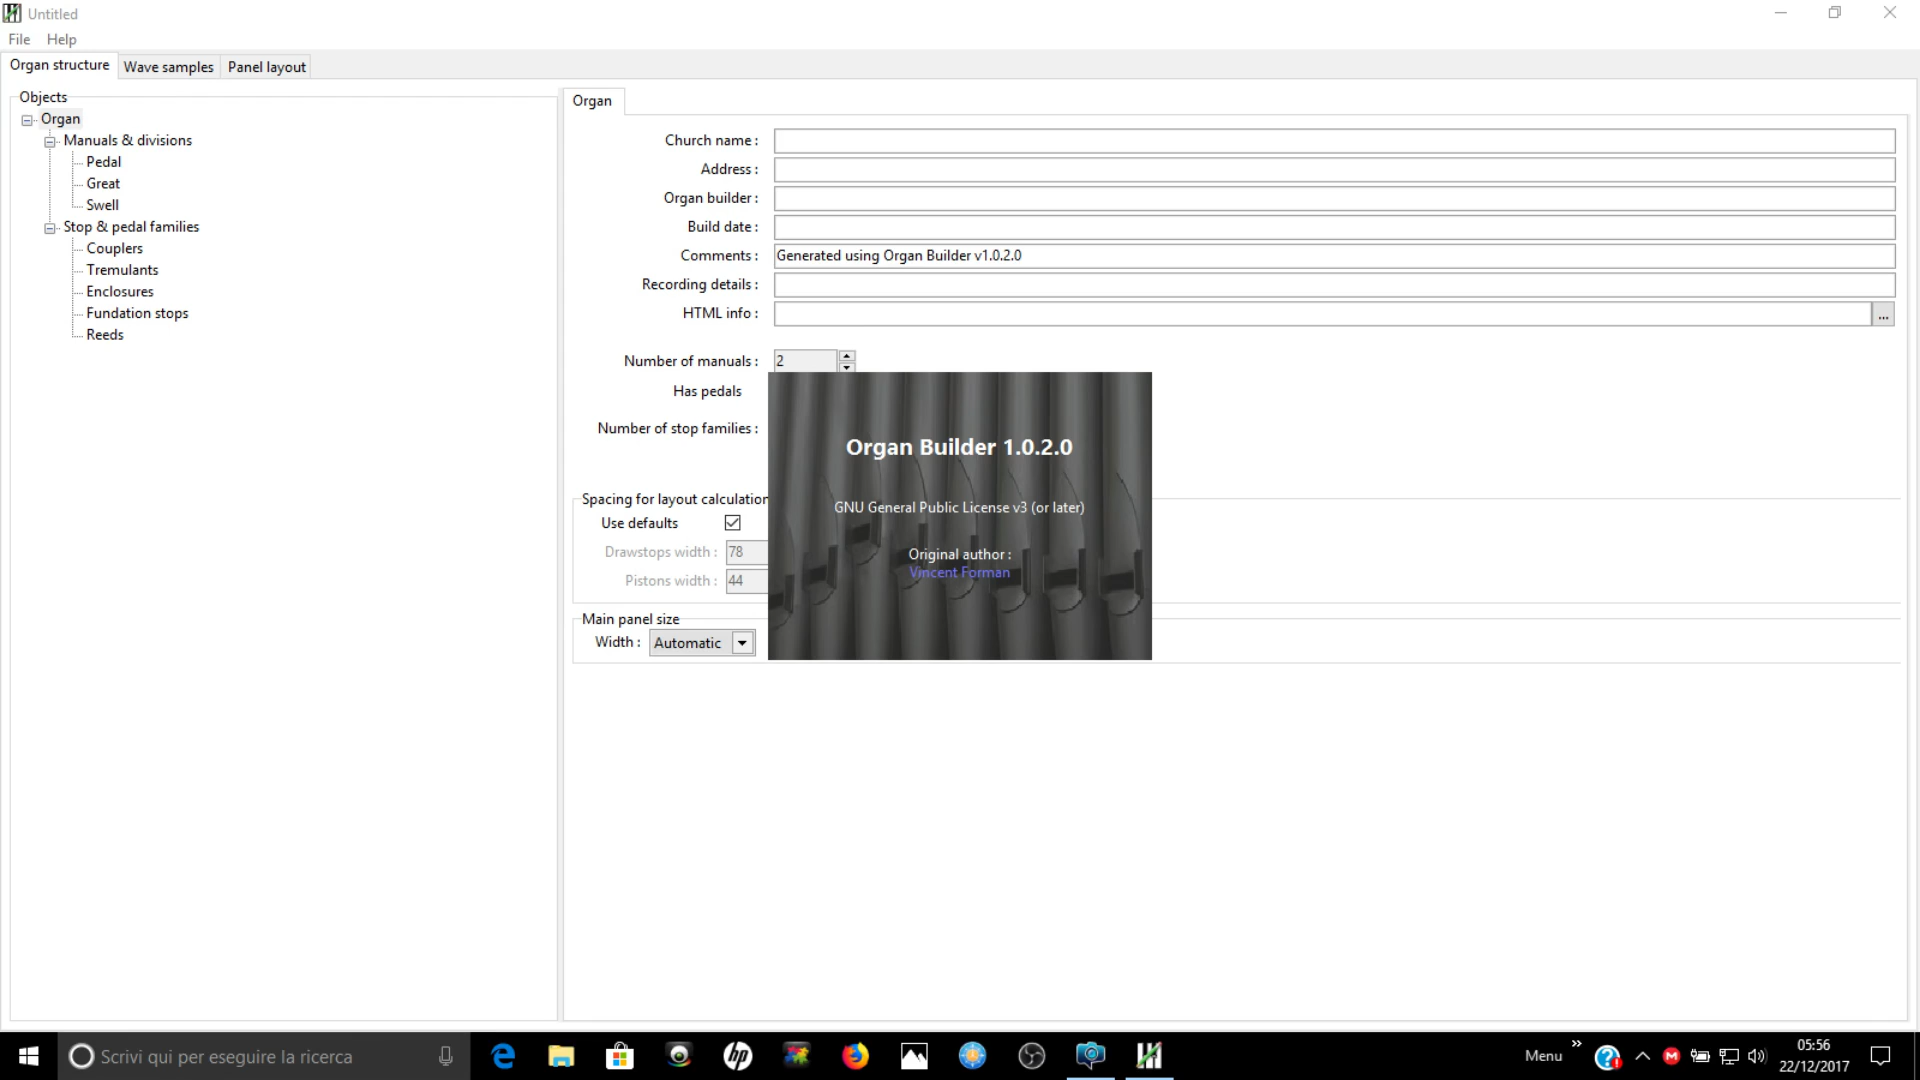 Untitled
File Help
Organ structure Wave samples Panel layout
Objects
Organ
Manuals & divisions
Pedal
Great
Swell
Stop & pedal families
Couplers
Tremulants
Enclosures
Fundation stops
Reeds
Organ
Church name :
Address :
Organ builder :
Build date :
Comments : Generated using Organ Builder v1.0.2.0
Recording details :
HTML info : ...
Number of manuals : 2
Has pedals
Number of stop families :
Spacing for layout calculation
Use defaults
Drawstops width : 78
Pistons width : 44
Main panel size
Width : Automatic
Organ Builder 1.0.2.0
GNU General Public License v3 (or later)
Original author :
Vincent Forman
Scrivi qui per eseguire la ricerca
hp
Menu »
05:56
22/12/2017